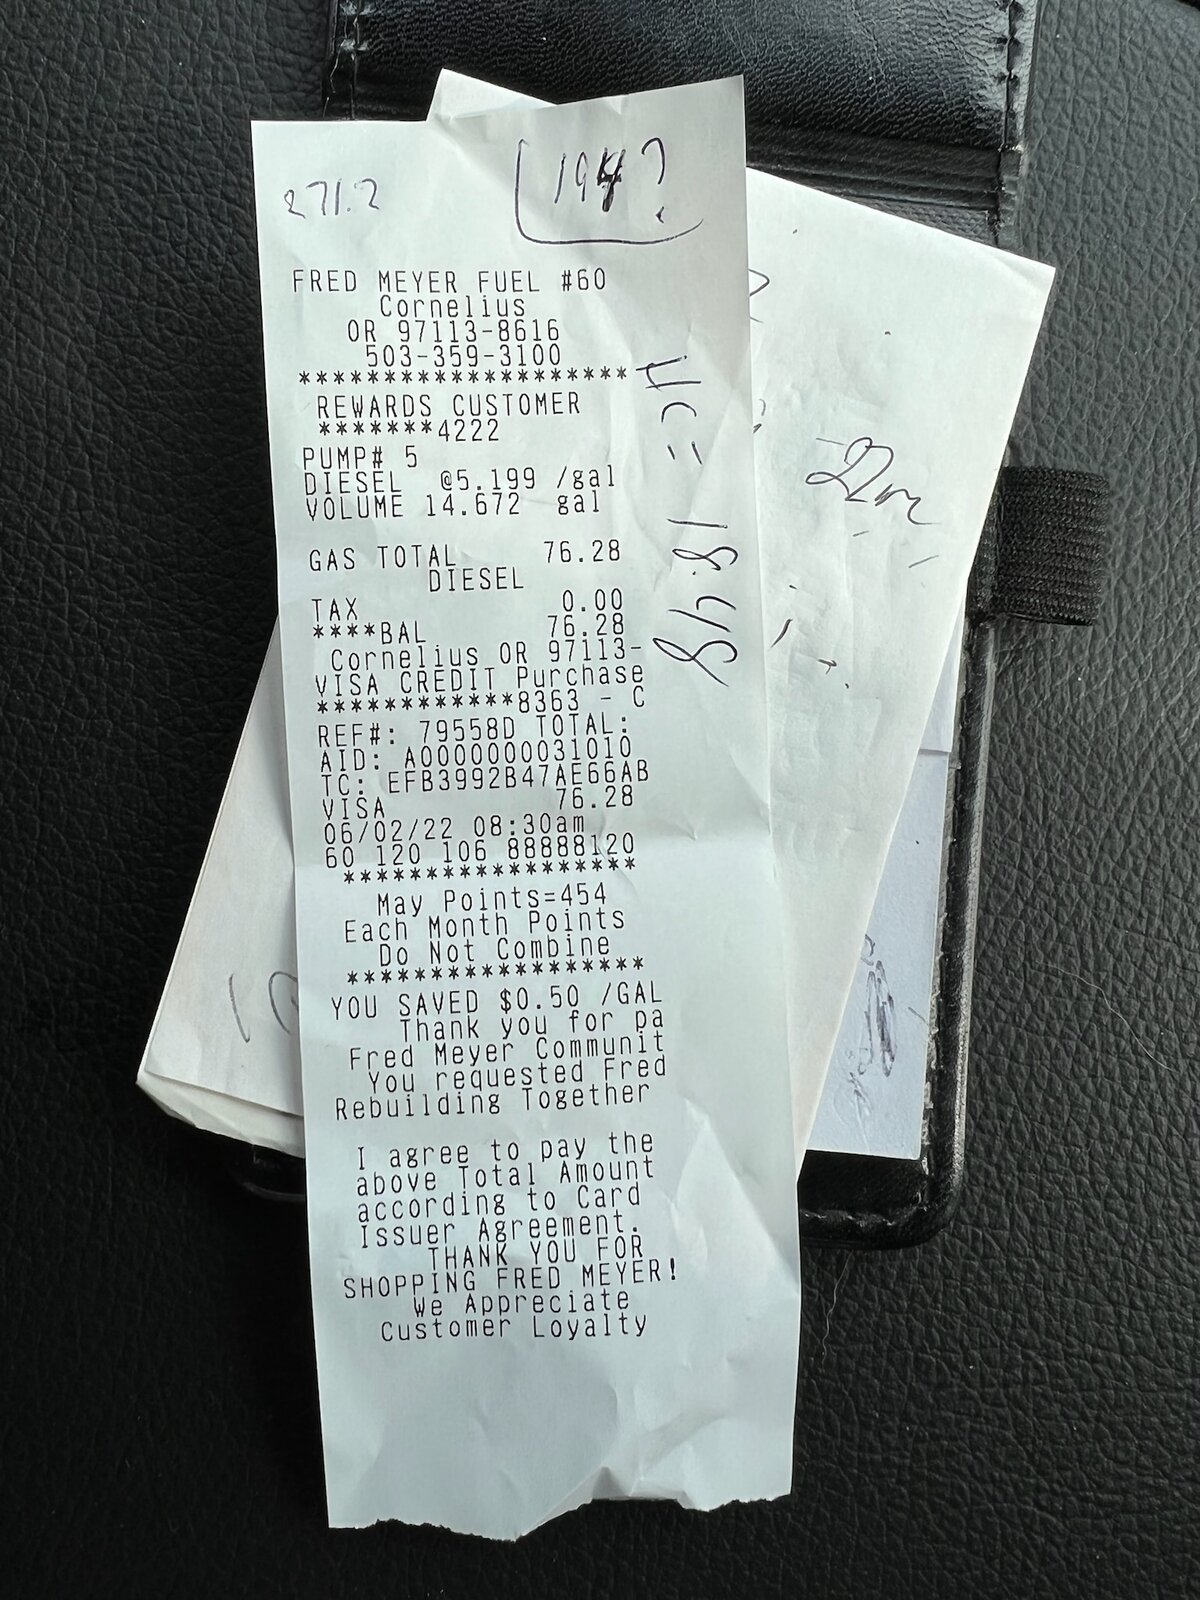 271.2
194?
FRED MEYER FUEL #60
Cornelius
OR 97113-8616
503-359-3100
*********************
REWARDS CUSTOMER
*******4222
PUMP# 5
DIESEL @5.199 /gal
VOLUME 14.672 gal
GAS TOTAL 76.28
DIESEL
TAX 0.00
****BAL 76.28
Cornelius OR 97113-
VISA CREDIT Purchase
************8363 - C
REF#: 79558D TOTAL:
AID: A0000000031010
TC: EFB3992B47AE66AB
VISA 76.28
06/02/22 08:30am
60 120 106 88888120
*******************
May Points=454
Each Month Points
Do Not Combine
*******************
YOU SAVED $0.50 /GAL
Thank you for pa
Fred Meyer Communit
You requested Fred
Rebuilding Together
I agree to pay the
above Total Amount
according to Card
Issuer Agreement.
THANK YOU FOR
SHOPPING FRED MEYER!
We Appreciate
Customer Loyalty
= 18.48